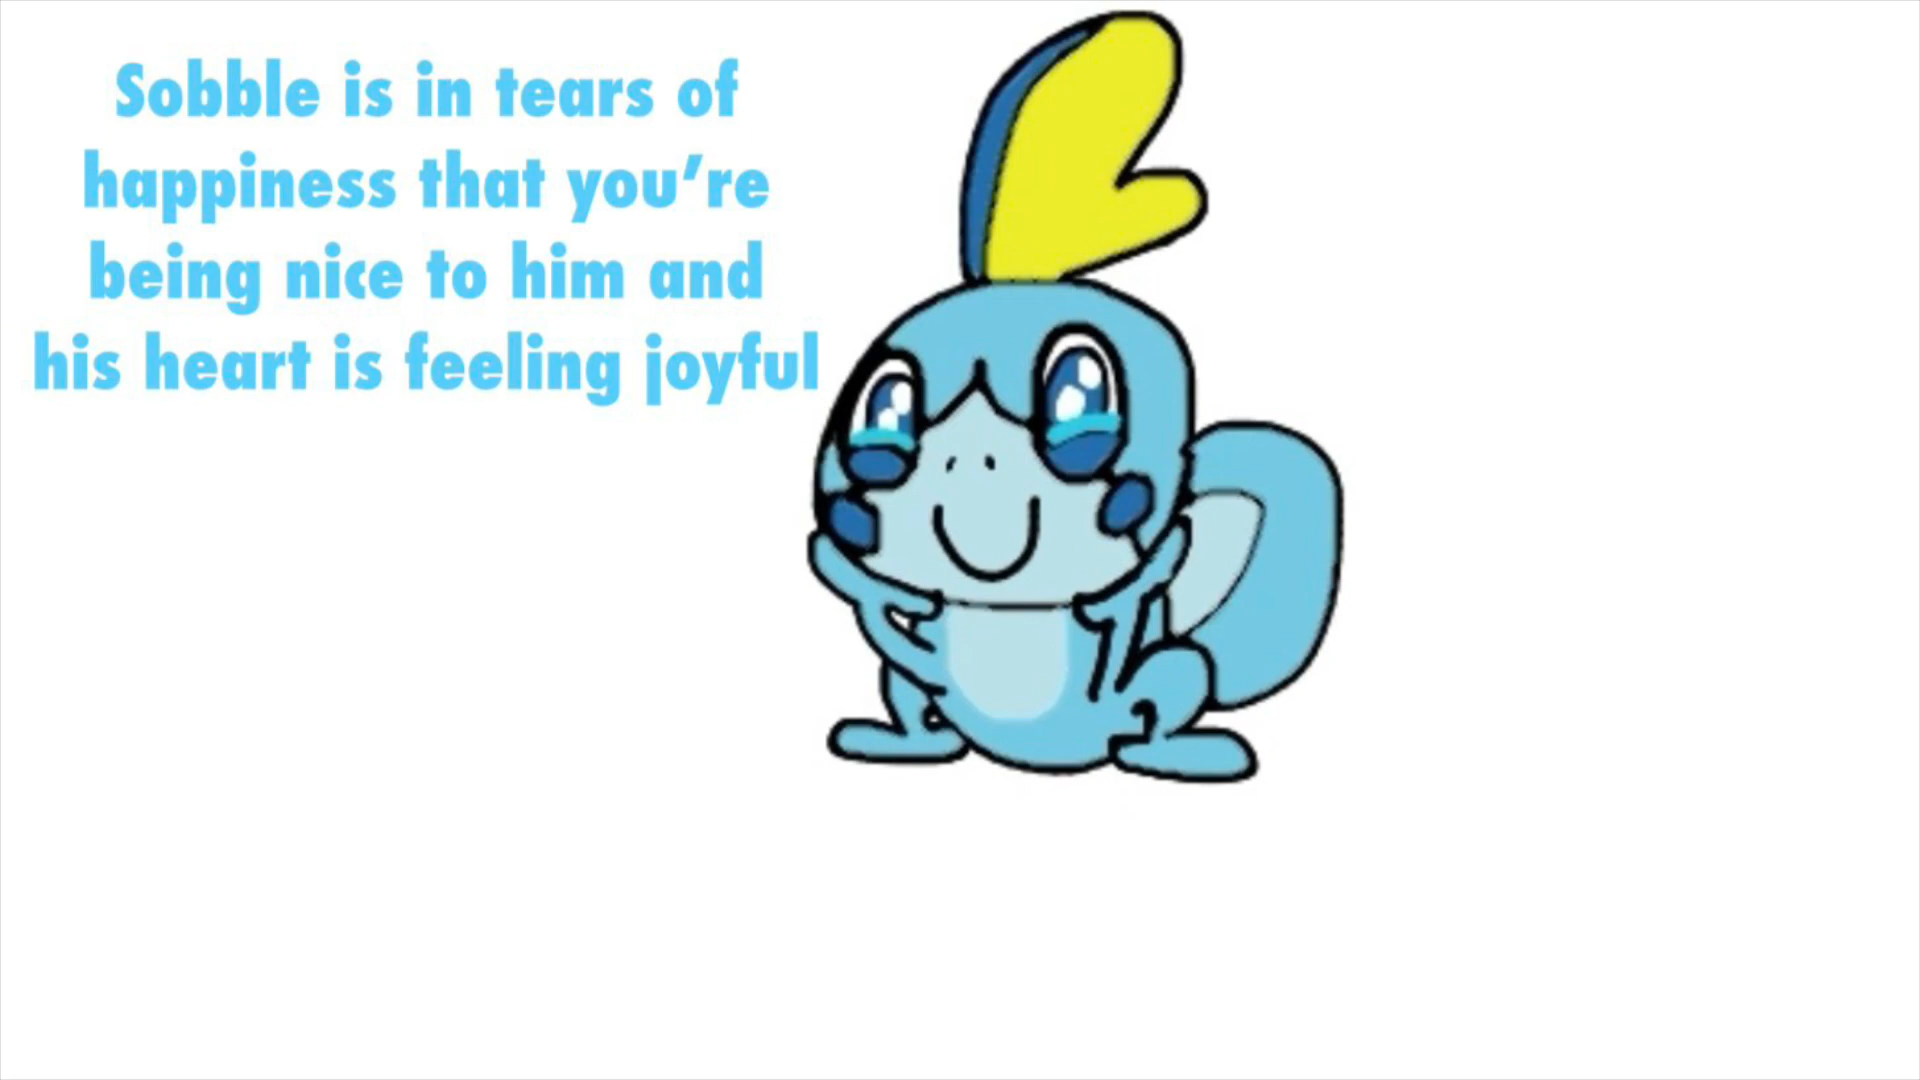 Sobble is in tears of
happiness that you’re
being nice to him and
his heart is feeling joyful